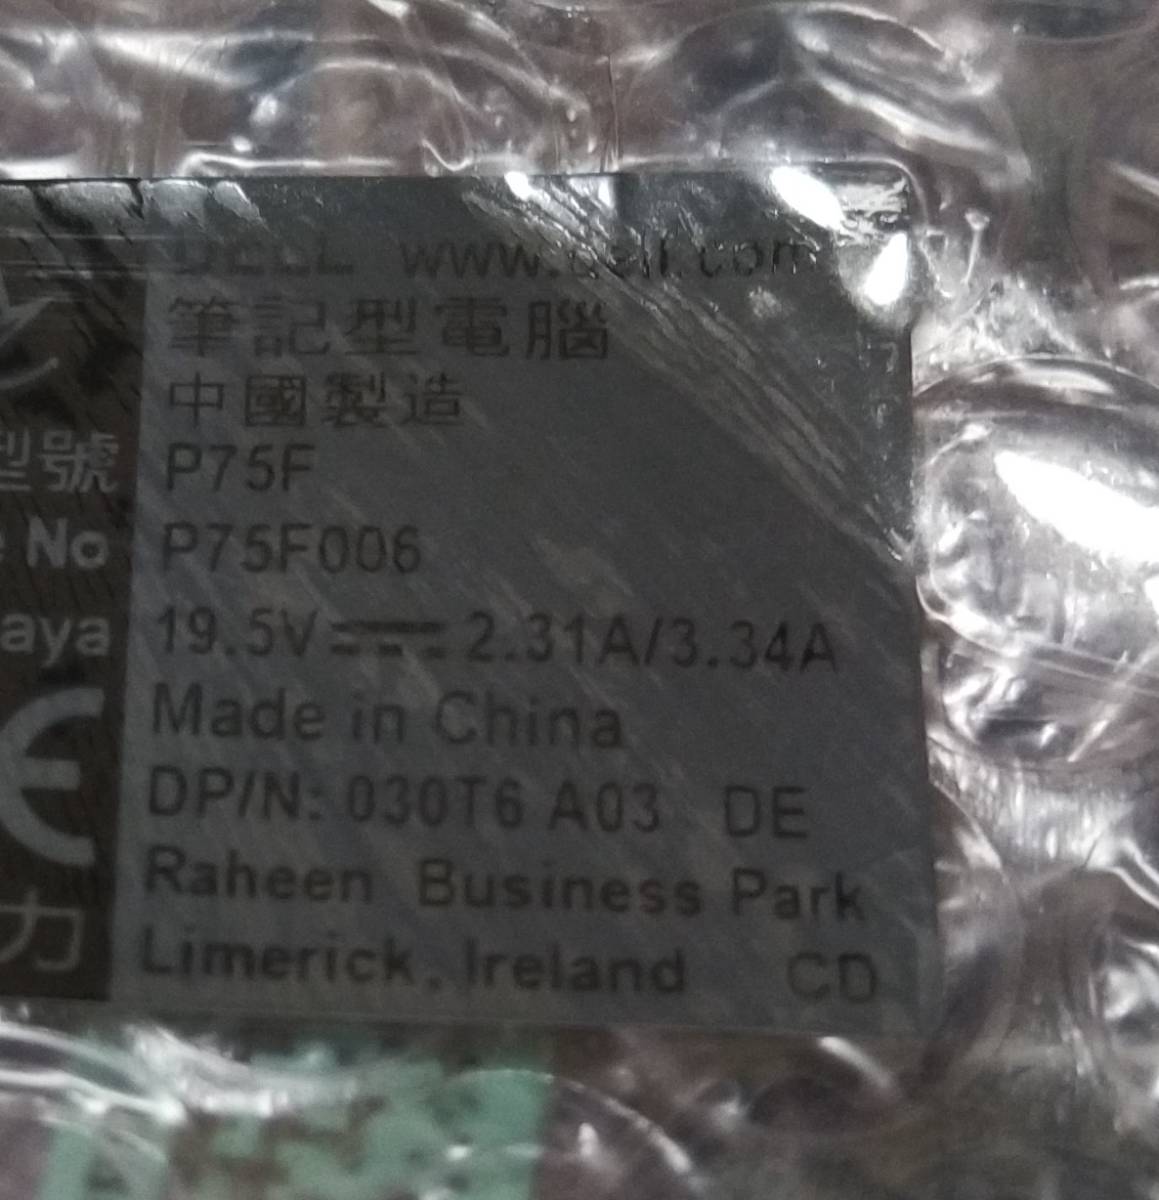 DELL www.dell.com
筆記型電腦
中國製造
型號 P75F
No P75F006
aya 19.5V⎓2.31A/3.34A
Made in China
CE DP/N: 030T6 A03 DE
Raheen Business Park
力 Limerick, Ireland CD